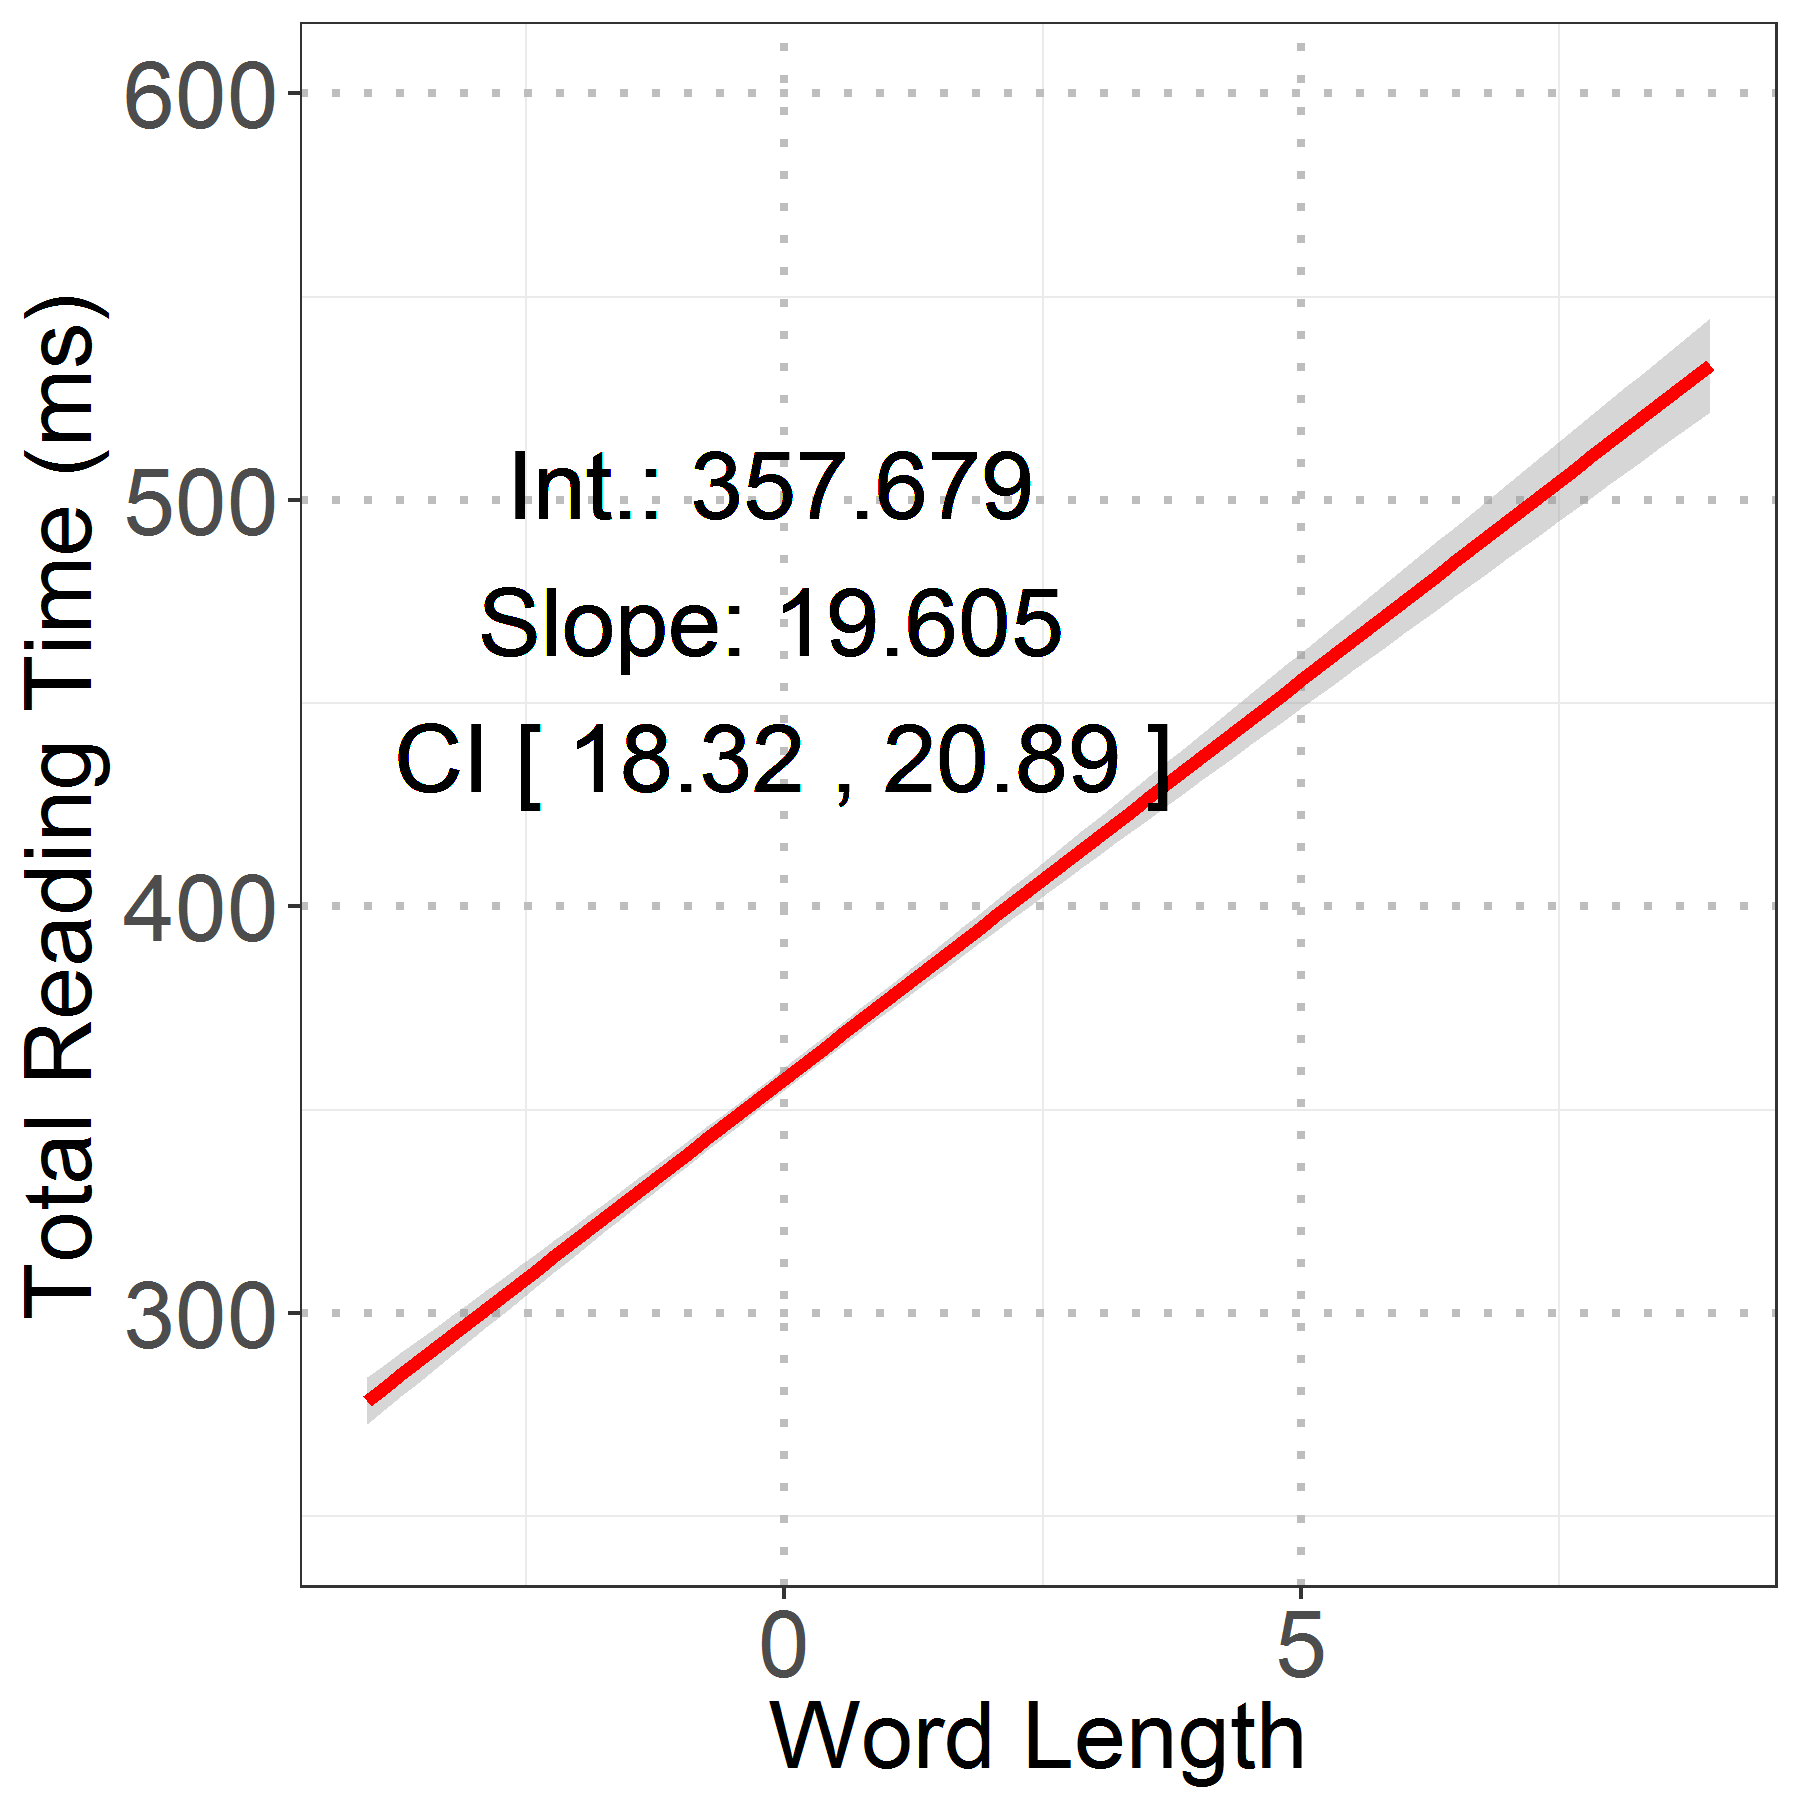 Total Reading Time (ms)
600
500
400
300
Int.: 357.679
Slope: 19.605
CI [ 18.32 , 20.89 ]
0 5
Word Length